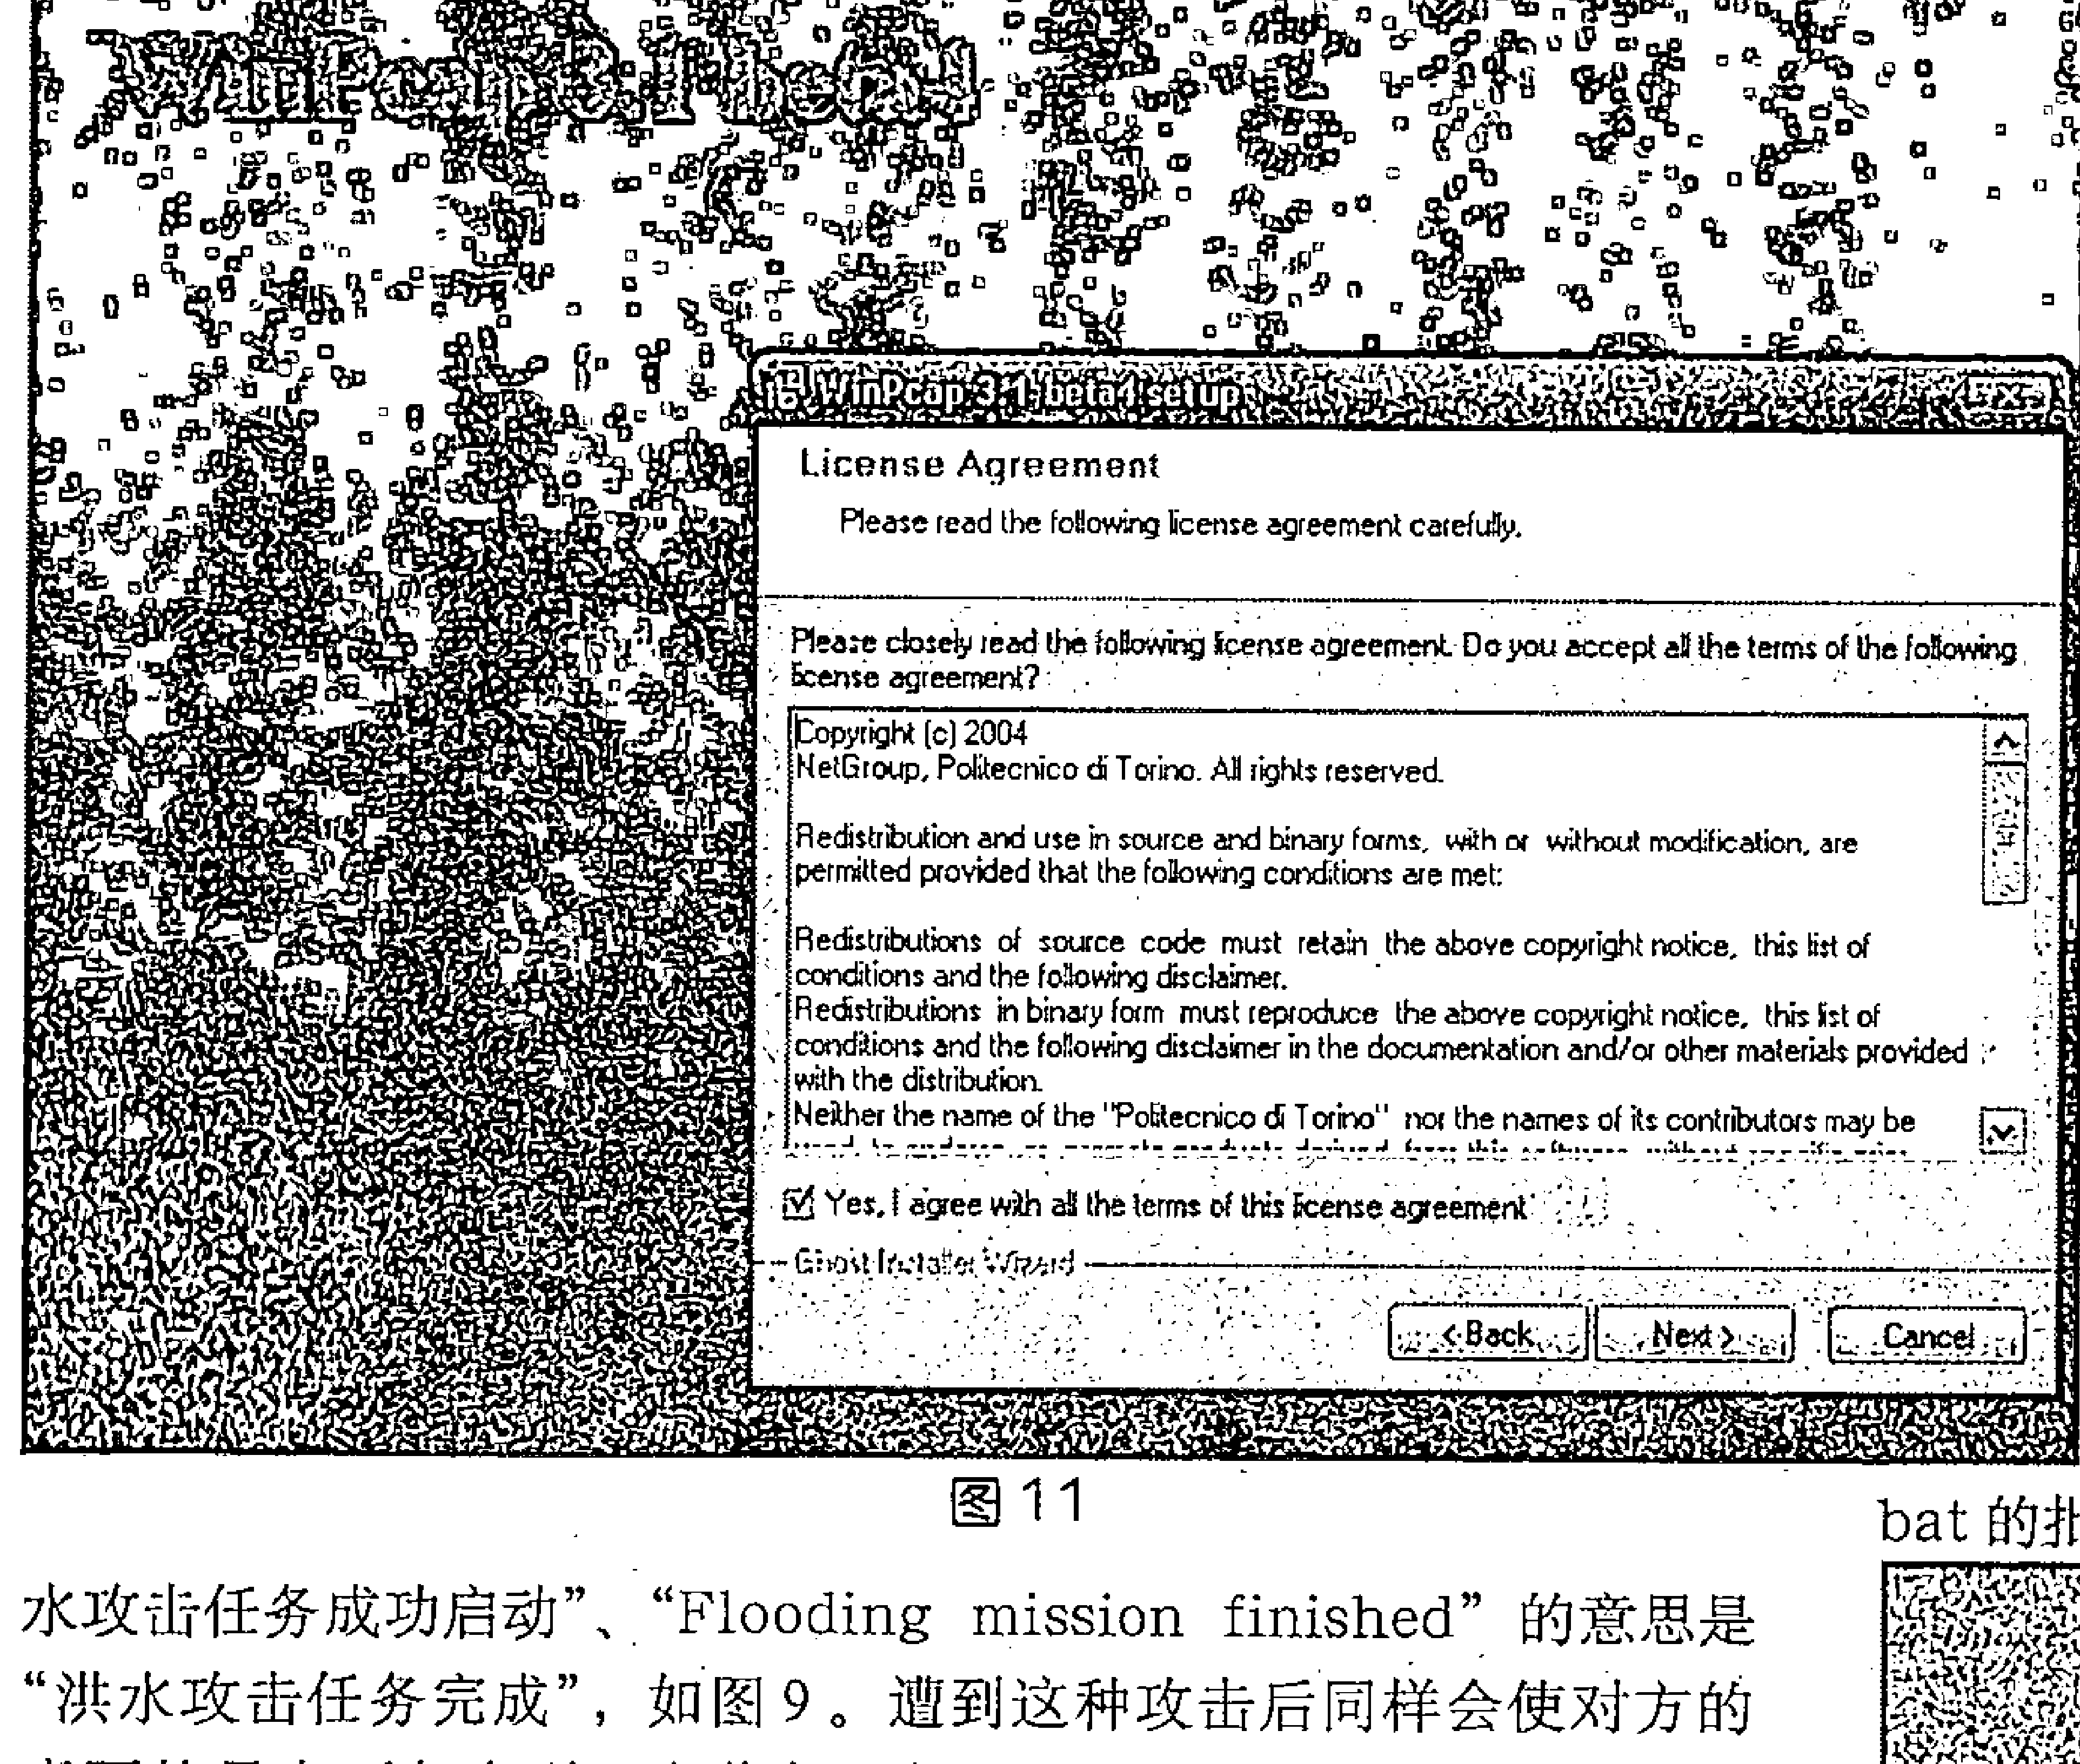 WinPcap 3.1 beta4
WinPcap 3.1 beta4 setup
License Agreement
Please read the following license agreement carefully.
Please closely read the following license agreement. Do you accept all the terms of the following
license agreement?
Copyright (c) 2004
NetGroup, Politecnico di Torino. All rights reserved.
Redistribution and use in source and binary forms, with or without modification, are
permitted provided that the following conditions are met:
Redistributions of source code must retain the above copyright notice, this list of
conditions and the following disclaimer.
Redistributions in binary form must reproduce the above copyright notice, this list of
conditions and the following disclaimer in the documentation and/or other materials provided
with the distribution.
Neither the name of the "Politecnico di Torino" nor the names of its contributors may be
Yes, I agree with all the terms of this license agreement
Ghost Installer Wizard
< Back
Next >
Cancel
图 11
水攻击任务成功启动”、“Flooding mission finished”的意思是
“洪水攻击任务完成”，如图 9 。遭到这种攻击后同样会使对方的
bat 的批